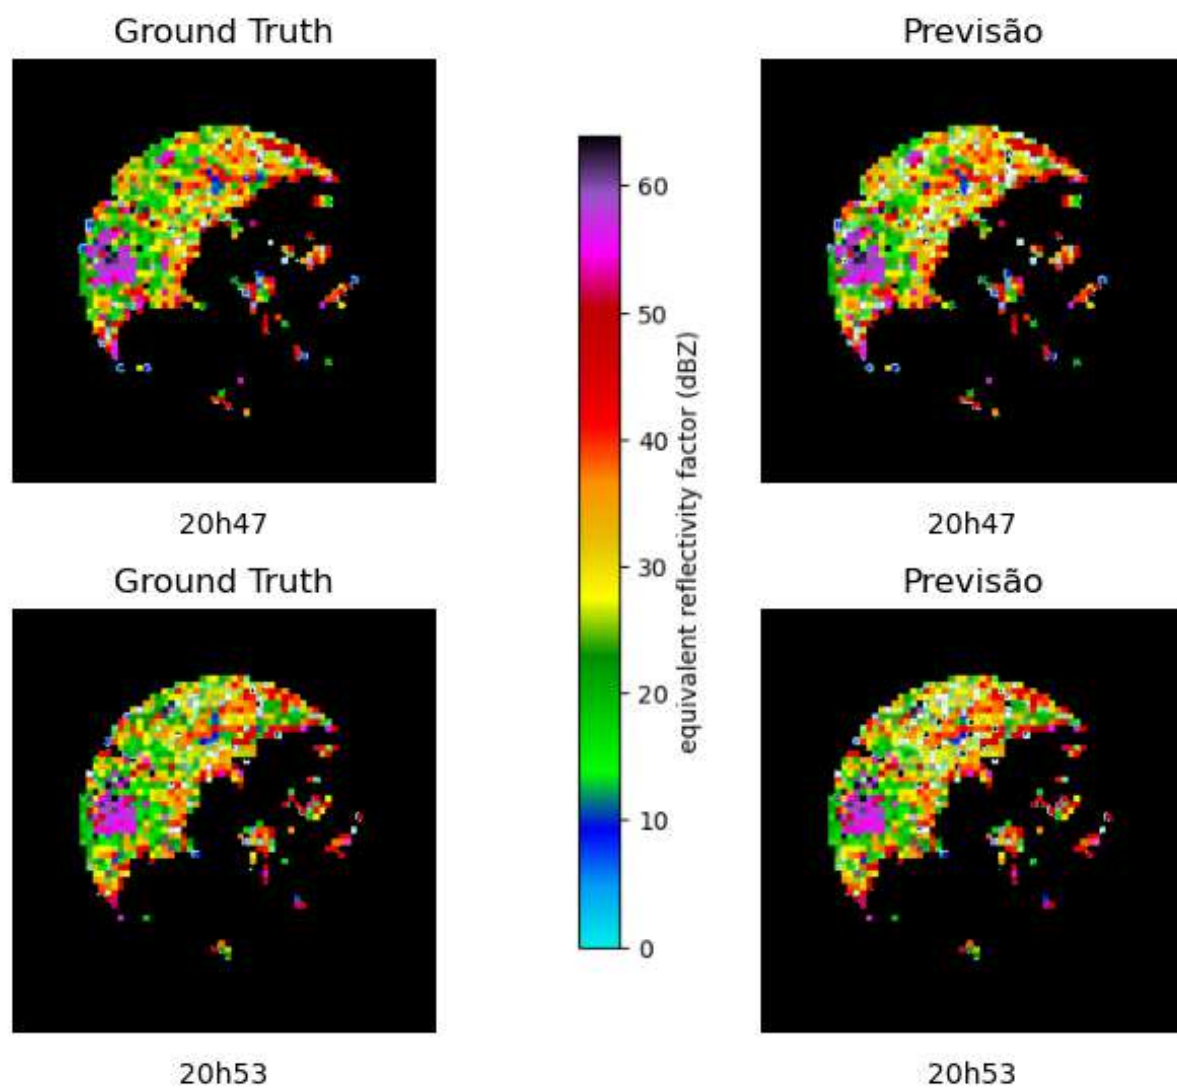 Ground Truth
Previsão
20h47
20h47
60
50
40
30
20
10
0
equivalent reflectivity factor (dBZ)
Ground Truth
Previsão
20h53
20h53